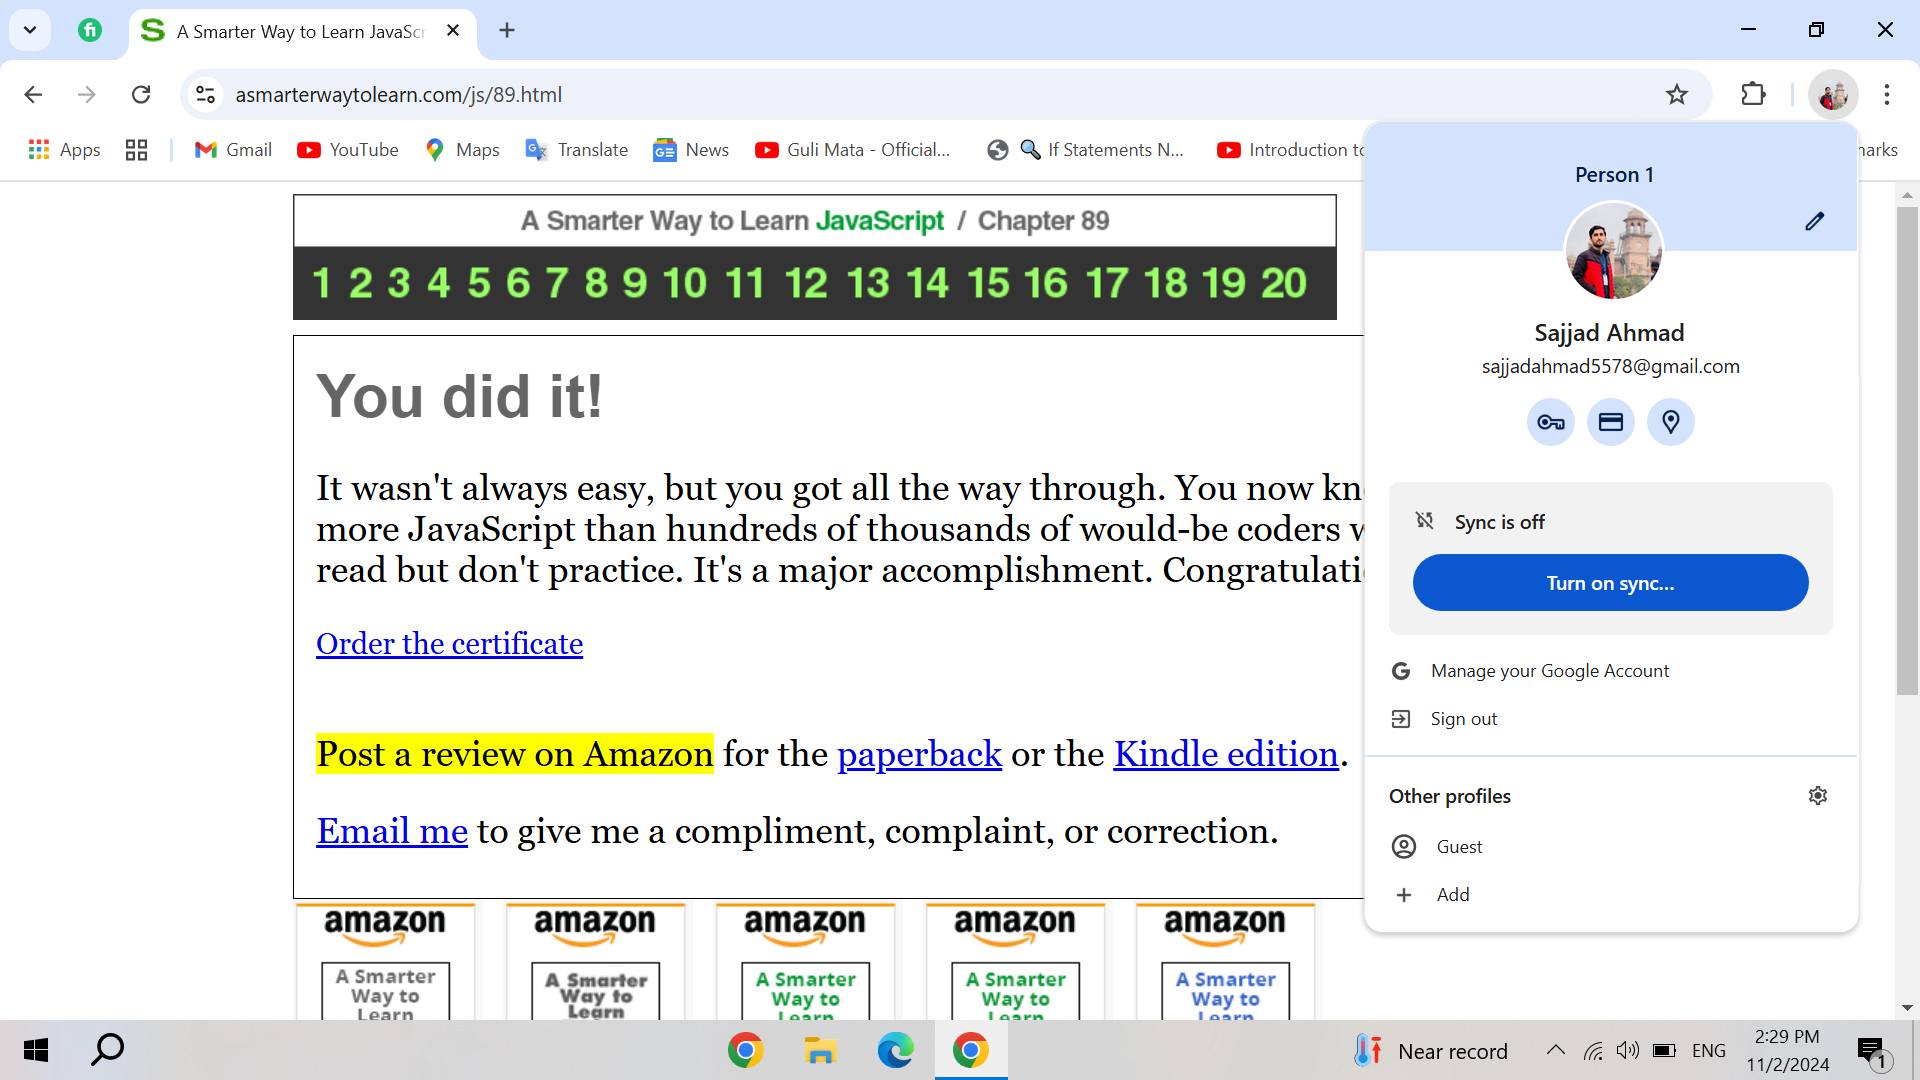 A Smarter Way to Learn JavaScr
asmarterwaytolearn.com/js/89.html
Apps
Gmail
YouTube
Maps
Translate
News
Guli Mata - Official...
If Statements N...
Introduction to
narks
A Smarter Way to Learn JavaScript / Chapter 89
1 2 3 4 5 6 7 8 9 10 11 12 13 14 15 16 17 18 19 20
You did it!
It wasn't always easy, but you got all the way through. You now kn
more JavaScript than hundreds of thousands of would-be coders w
read but don't practice. It's a major accomplishment. Congratulati
Order the certificate
Post a review on Amazon for the paperback or the Kindle edition.
Email me to give me a compliment, complaint, or correction.
amazon
A Smarter
Way to
Learn
amazon
A Smarter
Way to
Learn
amazon
A Smarter
Way to
Learn
amazon
A Smarter
Way to
Learn
amazon
A Smarter
Way to
Learn
Person 1
Sajjad Ahmad
sajjadahmad5578@gmail.com
Sync is off
Turn on sync...
Manage your Google Account
Sign out
Other profiles
Guest
Add
Near record
ENG
2:29 PM
11/2/2024
1